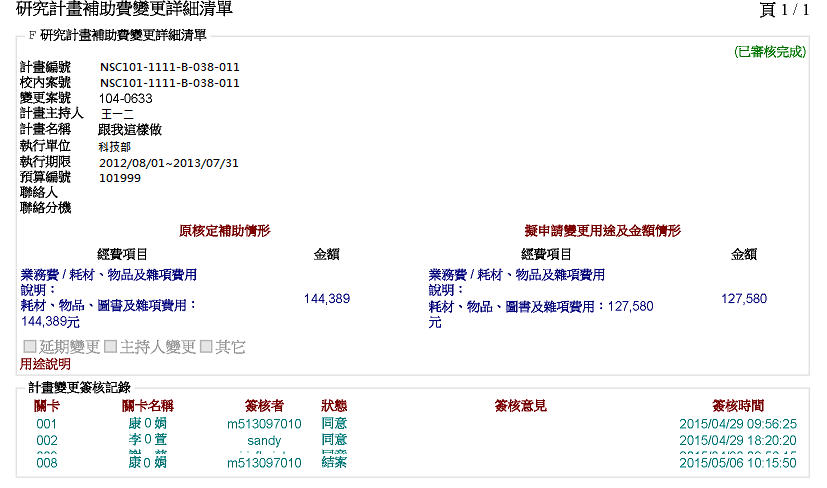 研究計畫補助費變更詳細清單 頁 1 / 1
F 研究計畫補助費變更詳細清單
(已審核完成)
計畫編號 NSC101-1111-B-038-011
校內案號 NSC101-1111-B-038-011
變更案號 104-0633
計畫主持人 王一二
計畫名稱 跟我這樣做
執行單位 科技部
執行期限 2012/08/01~2013/07/31
預算編號 101999
聯絡人
聯絡分機
原核定補助情形 擬申請變更用途及金額情形
經費項目 金額 經費項目 金額
業務費 / 耗材、物品及雜項費用 業務費 / 耗材、物品及雜項費用
說明： 說明：
耗材、物品、圖書及雜項費用： 144,389 耗材、物品、圖書及雜項費用：127,580 127,580
144,389元 元
延期變更 主持人變更 其它
用途說明
計畫變更簽核記錄
關卡 關卡名稱 簽核者 狀態 簽核意見 簽核時間
001 康0娟 m513097010 同意 2015/04/29 09:56:25
002 李0萱 sandy 同意 2015/04/29 18:20:20
008 康0娟 m513097010 結案 2015/05/06 10:15:50